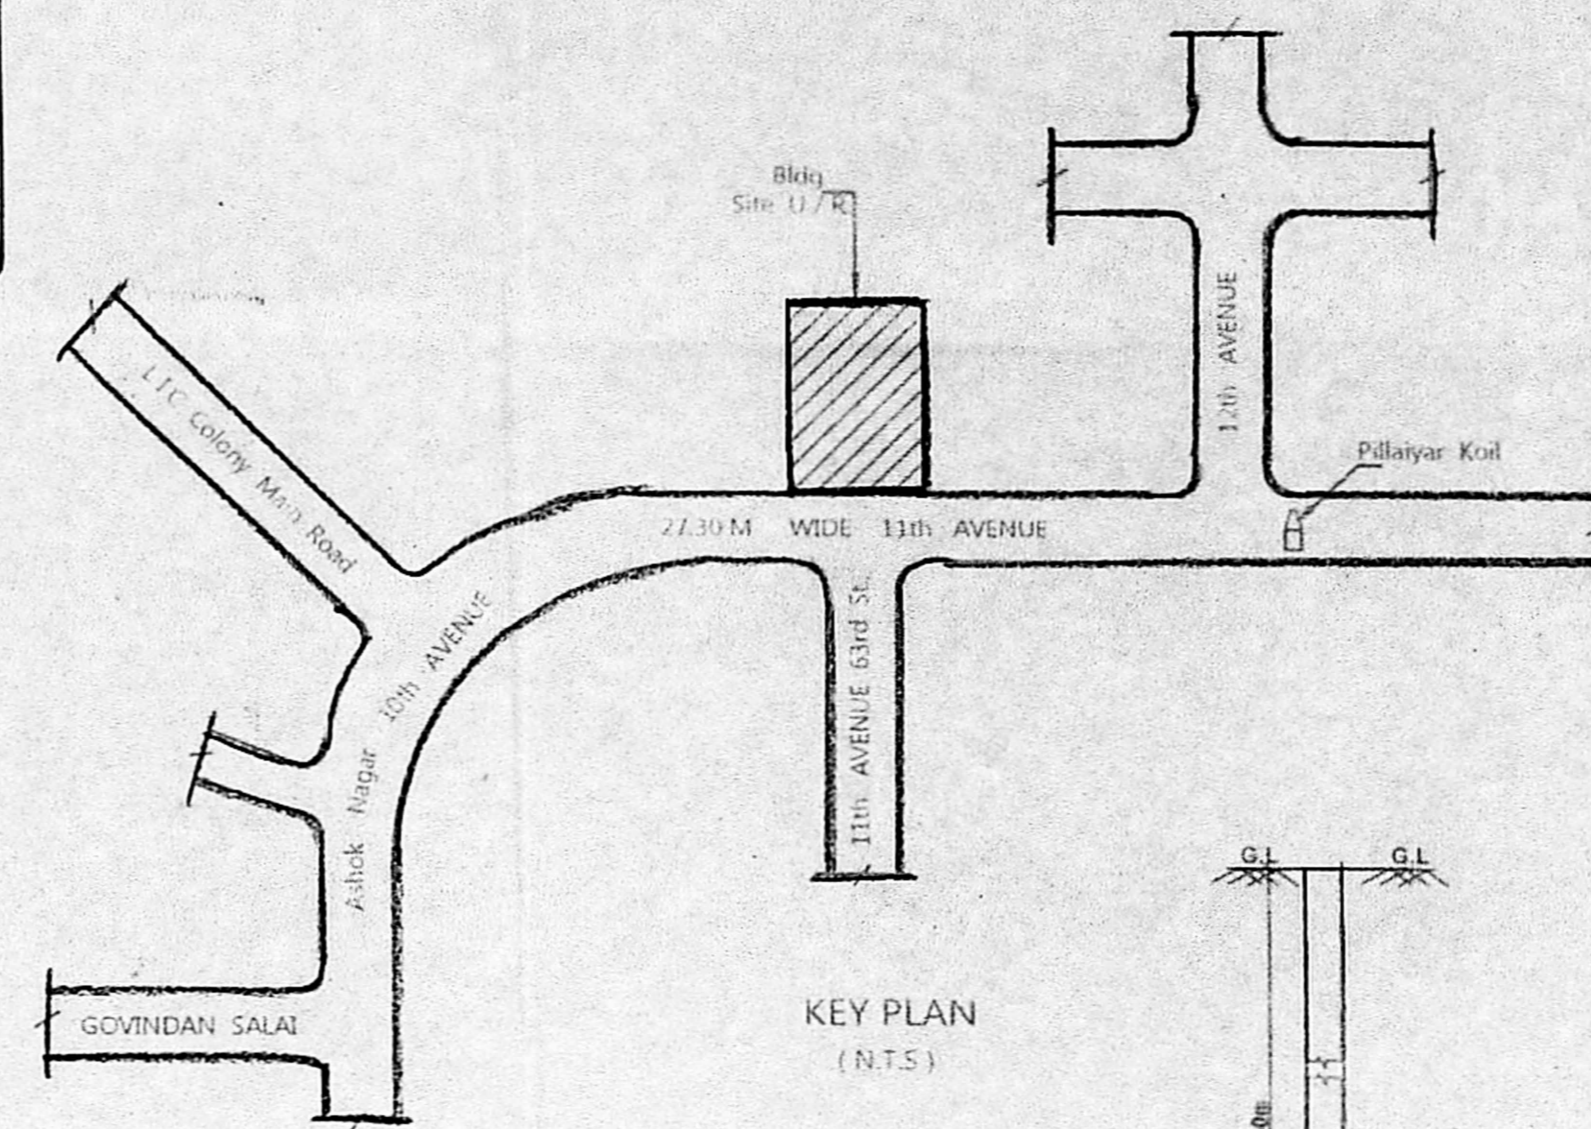 Bldg
Site U / R
12th AVENUE
Pillaiyar Koil
L I C Colony Main Road
27.30 M WIDE 11th AVENUE
11th AVENUE 63rd St.
Ashok Nagar 10th AVENUE
G.L
G.L
GOVINDAN SALAI
KEY PLAN
( N.T.S )